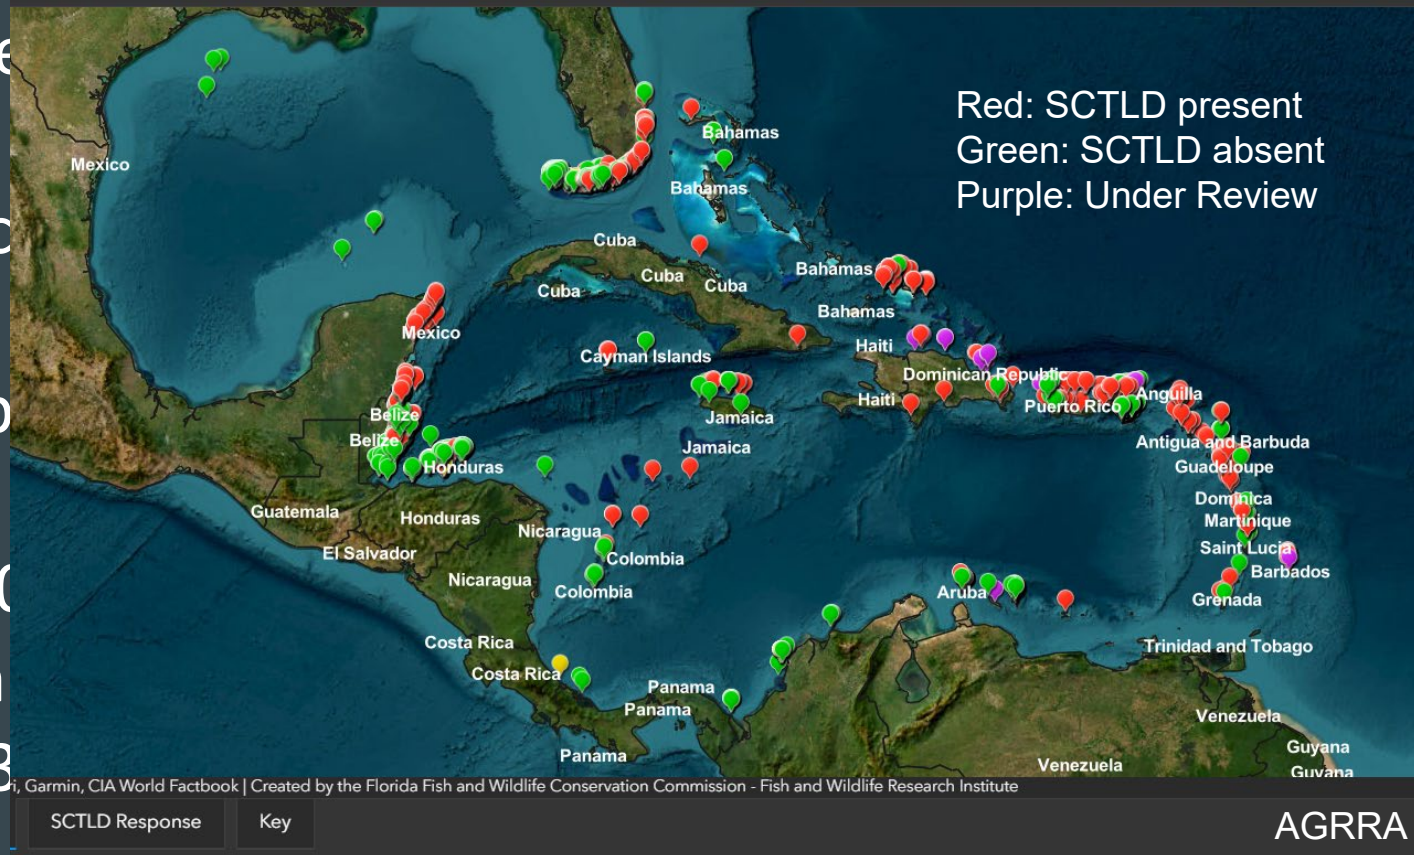 Red: SCTLD present
Green: SCTLD absent
Purple: Under Review
Bahamas
Mexico
Bahamas
Cuba
Bahamas
Cuba
Cuba
Cuba
Bahamas
Mexico
Haiti
Cayman Islands
Dominican Republic
Anguilla
Haiti
Puerto Rico
Belize
Jamaica
Belize
Antigua and Barbuda
Jamaica
Honduras
Guadeloupe
Dominica
Guatemala
Honduras
Martinique
Nicaragua
Saint Lucia
El Salvador
Colombia
Barbados
Nicaragua
Colombia
Aruba
Grenada
Costa Rica
Trinidad and Tobago
Costa Rica
Panama
Panama
Venezuela
Guyana
Panama
Venezuela
Guyana
Garmin, CIA World Factbook | Created by the Florida Fish and Wildlife Conservation Commission - Fish and Wildlife Research Institute
SCTLD Response
Key
AGRRA